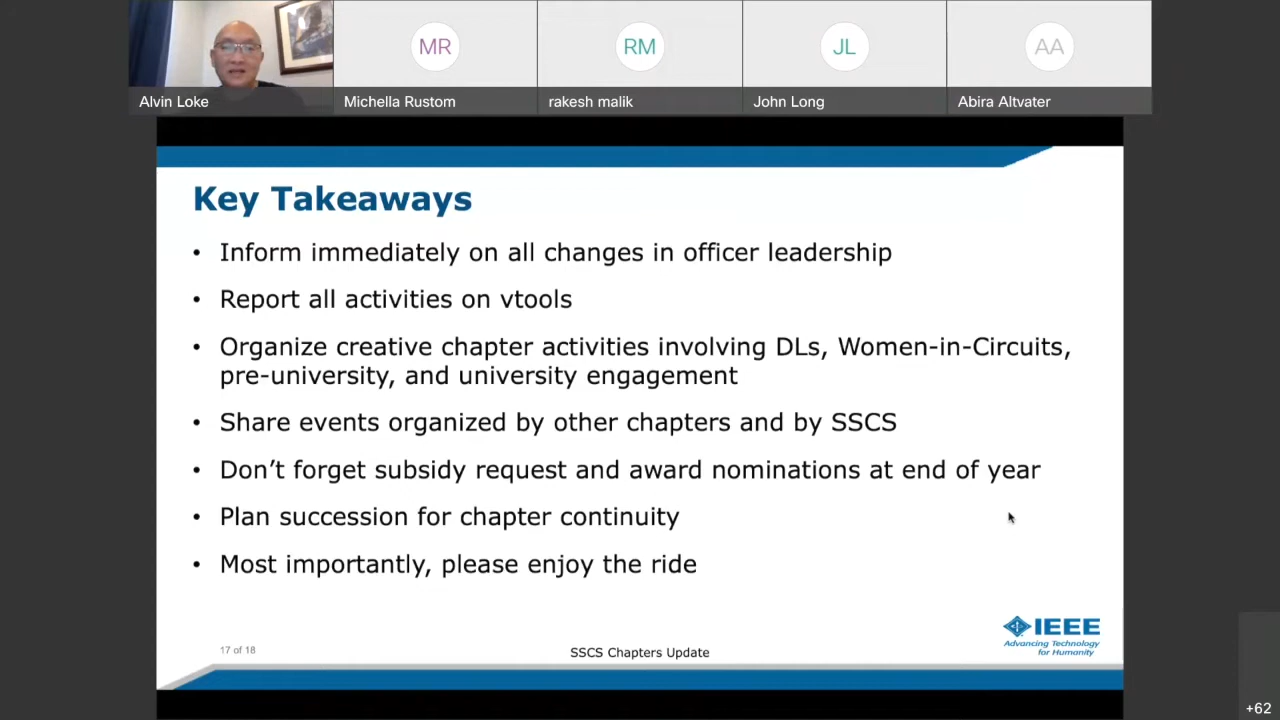 MR
RM
JL
AA
Alvin Loke
Michella Rustom
rakesh malik
John Long
Abira Altvater
Key Takeaways
• Inform immediately on all changes in officer leadership
• Report all activities on vtools
• Organize creative chapter activities involving DLs, Women-in-Circuits,
pre-university, and university engagement
• Share events organized by other chapters and by SSCS
• Don’t forget subsidy request and award nominations at end of year
• Plan succession for chapter continuity
• Most importantly, please enjoy the ride
IEEE
Advancing Technology
for Humanity
17 of 18
SSCS Chapters Update
+62